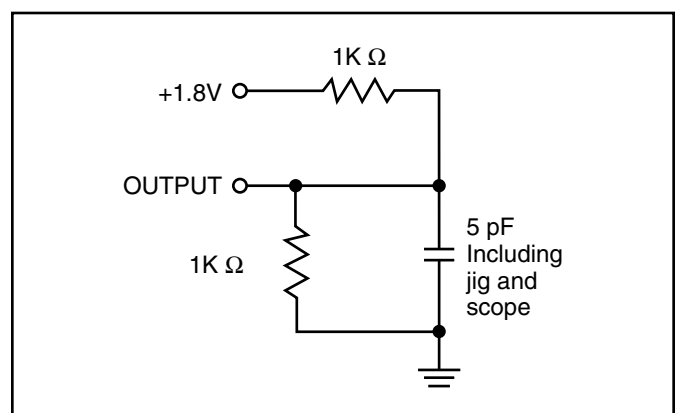 1K Ω
+1.8V
OUTPUT
1K Ω
5 pF
Including
jig and
scope